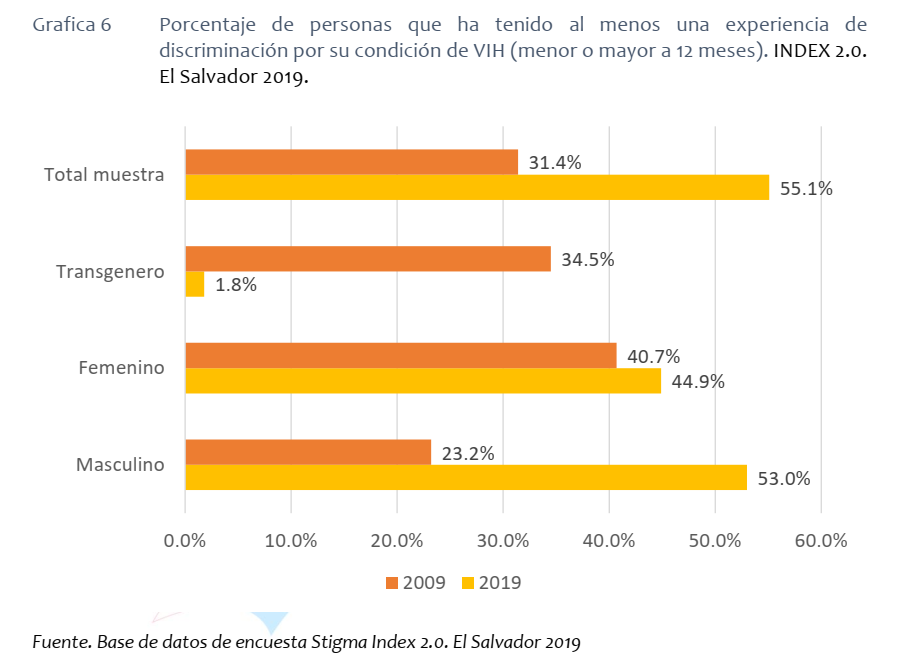 Grafica 6
Porcentaje de personas que ha tenido al menos una experiencia de
discriminación por su condición de VIH (menor o mayor a 12 meses). INDEX 2.0.
El Salvador 2019.
Total muestra
31.4%
55.1%
Transgenero
34.5%
1.8%
Femenino
40.7%
44.9%
Masculino
23.2%
53.0%
0.0% 10.0% 20.0% 30.0% 40.0% 50.0% 60.0%
2009 2019
Fuente. Base de datos de encuesta Stigma Index 2.0. El Salvador 2019